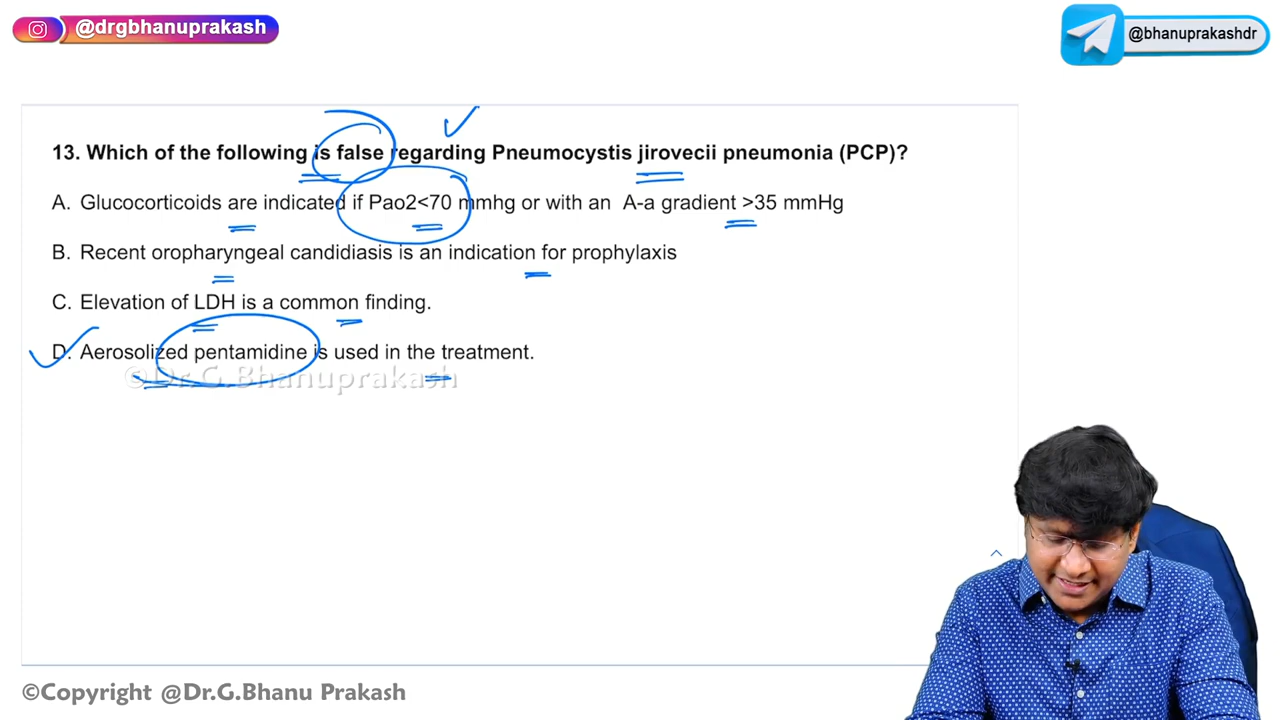 @drgbhanuprakash
@bhanuprakashdr
13. Which of the following is false regarding Pneumocystis jirovecii pneumonia (PCP)?
A. Glucocorticoids are indicated if Pao2<70 mmhg or with an A-a gradient >35 mmHg
B. Recent oropharyngeal candidiasis is an indication for prophylaxis
C. Elevation of LDH is a common finding.
D. Aerosolized pentamidine is used in the treatment.
©Dr.G.Bhanuprakash
©Copyright @Dr.G.Bhanu Prakash